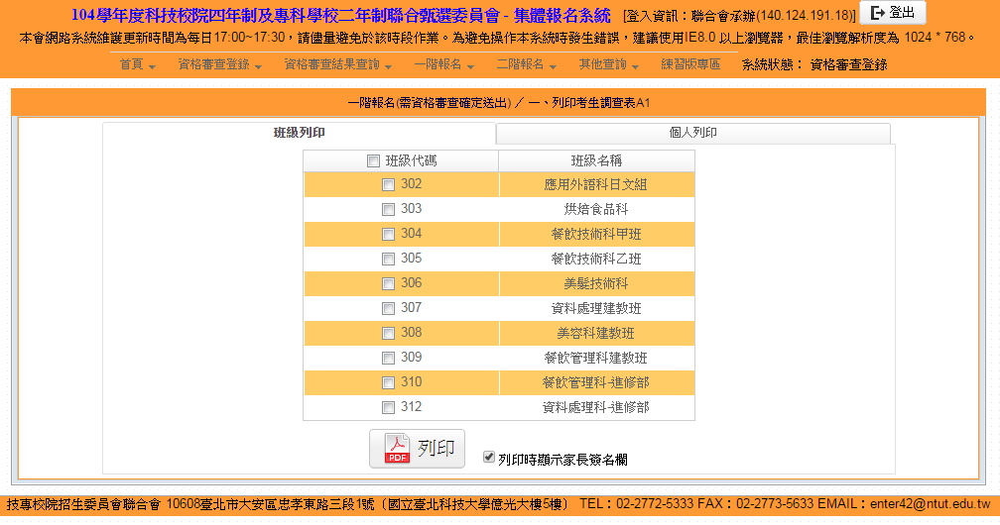 104學年度科技校院四年制及專科學校二年制聯合甄選委員會 - 集體報名系統 [登入資訊：聯合會承辦(140.124.191.18)] 登出
本會網路系統維護更新時間為每日17:00~17:30，請儘量避免於該時段作業。為避免操作本系統時發生錯誤，建議使用IE8.0 以上瀏覽器，最佳瀏覽解析度為 1024 * 768。
首頁 資格審查登錄 資格審查結果查詢 一階報名 二階報名 其他查詢 練習版專區 系統狀態： 資格審查登錄
一階報名(需資格審查確定送出) ／ 一、列印考生調查表A1
班級列印 個人列印
班級代碼 班級名稱
302 應用外語科日文組
303 烘焙食品科
304 餐飲技術科甲班
305 餐飲技術科乙班
306 美髮技術科
307 資料處理建教班
308 美容科建教班
309 餐飲管理科建教班
310 餐飲管理科-進修部
312 資料處理科-進修部
PDF 列印 列印時顯示家長簽名欄
技專校院招生委員會聯合會 10608臺北市大安區忠孝東路三段1號（國立臺北科技大學億光大樓5樓） TEL：02-2772-5333 FAX：02-2773-5633 EMAIL：enter42@ntut.edu.tw